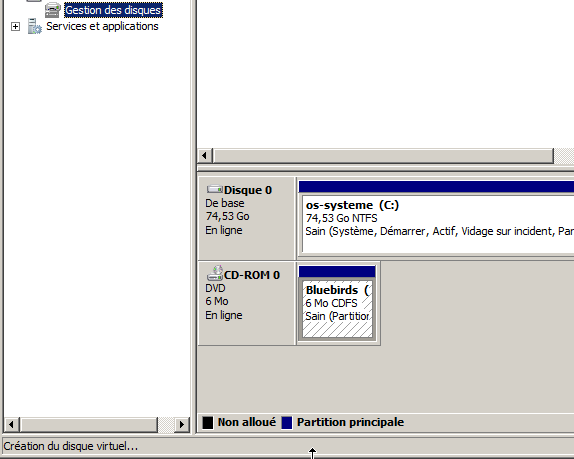 Gestion des disques
Services et applications
Disque 0
De base
74,53 Go
En ligne
os-systeme (C:)
74,53 Go NTFS
Sain (Système, Démarrer, Actif, Vidage sur incident, Par
CD-ROM 0
DVD
6 Mo
En ligne
Bluebirds (
6 Mo CDFS
Sain (Partition
Non alloué Partition principale
Création du disque virtuel...